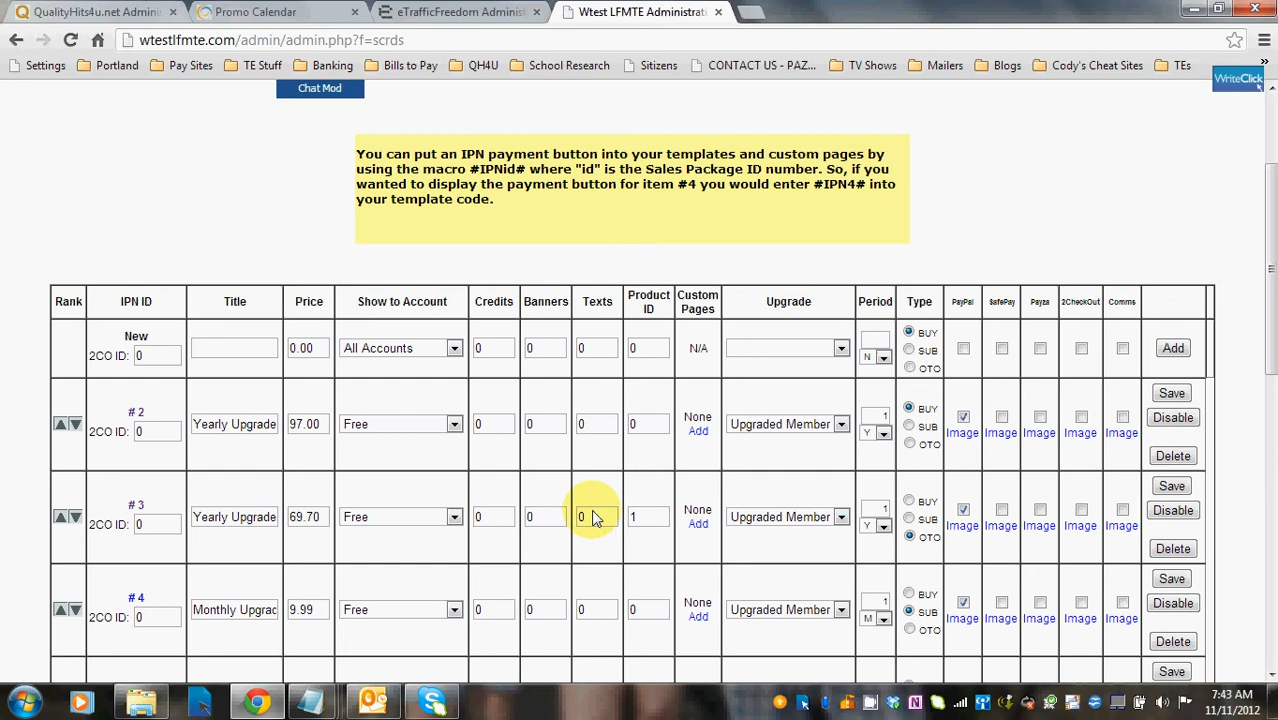 QualityHits4u.net Admini
Promo Calendar
eTrafficFreedom Administ
Wtest LFMTE Administrati
wtestlfmte.com/admin/admin.php?f=scrds
Settings Portland Pay Sites TE Stuff Banking Bills to Pay QH4U School Research Sitizens CONTACT US - PAZ... TV Shows Mailers Blogs Cody's Cheat Sites TEs
Chat Mod
WriteClick
You can put an IPN payment button into your templates and custom pages by
using the macro #IPNid# where "id" is the Sales Package ID number. So, if you
wanted to display the payment button for item #4 you would enter #IPN4# into
your template code.
Rank IPN ID Title Price Show to Account Credits Banners Texts Product ID Custom Pages Upgrade Period Type PayPal SafePay Payza 2CheckOut Comms
New
2CO ID: 0 0.00 All Accounts 0 0 0 0 N/A N BUY SUB OTO Add
# 2
2CO ID: 0 Yearly Upgrade 97.00 Free 0 0 0 0 None Add Upgraded Member 1 Y BUY SUB OTO Image Image Image Image Image Save Disable Delete
# 3
2CO ID: 0 Yearly Upgrade 69.70 Free 0 0 0 1 None Add Upgraded Member 1 Y BUY SUB OTO Image Image Image Image Image Save Disable Delete
# 4
2CO ID: 0 Monthly Upgrad 9.99 Free 0 0 0 0 None Add Upgraded Member 1 M BUY SUB OTO Image Image Image Image Image Save Disable Delete
Save
7:43 AM
11/11/2012